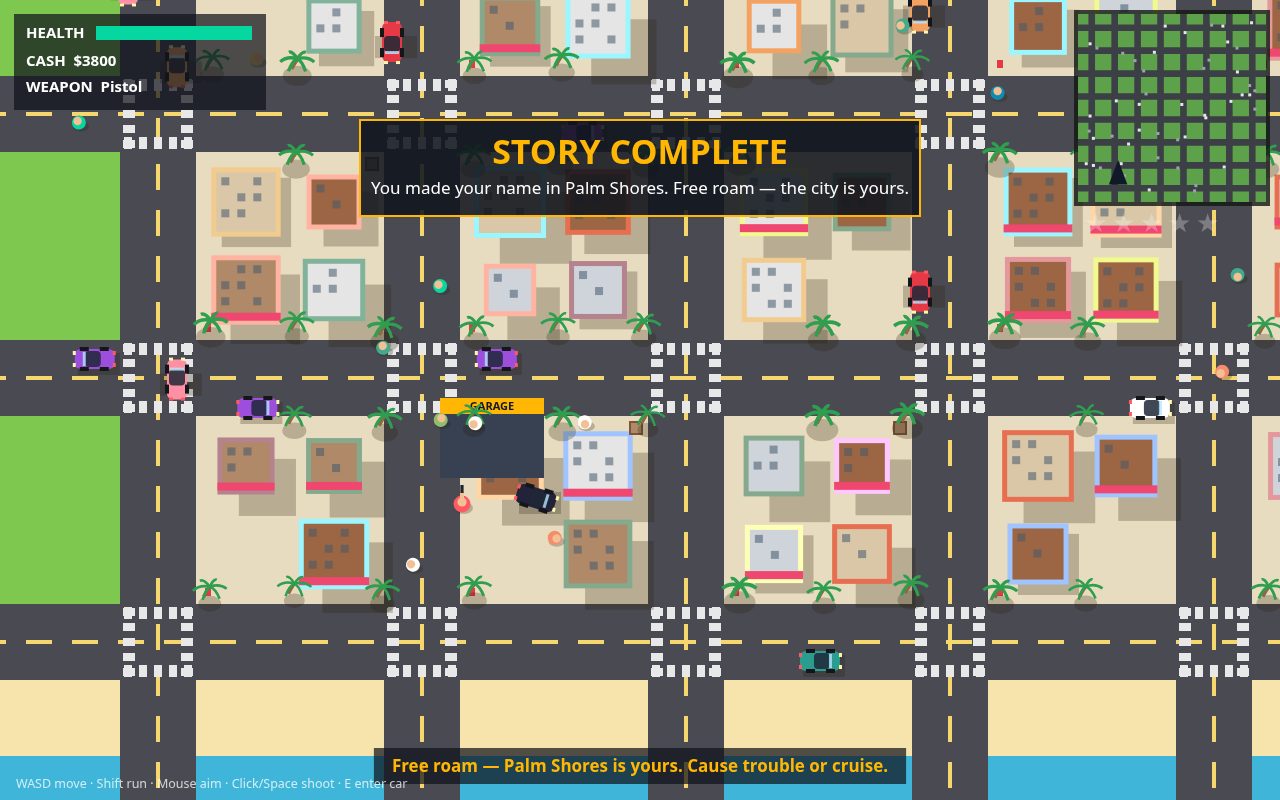 HEALTH
CASH $3800
WEAPON Pistol
STORY COMPLETE
You made your name in Palm Shores. Free roam — the city is yours.
GARAGE
Free roam — Palm Shores is yours. Cause trouble or cruise.
WASD move · Shift run · Mouse aim · Click/Space shoot · E enter car